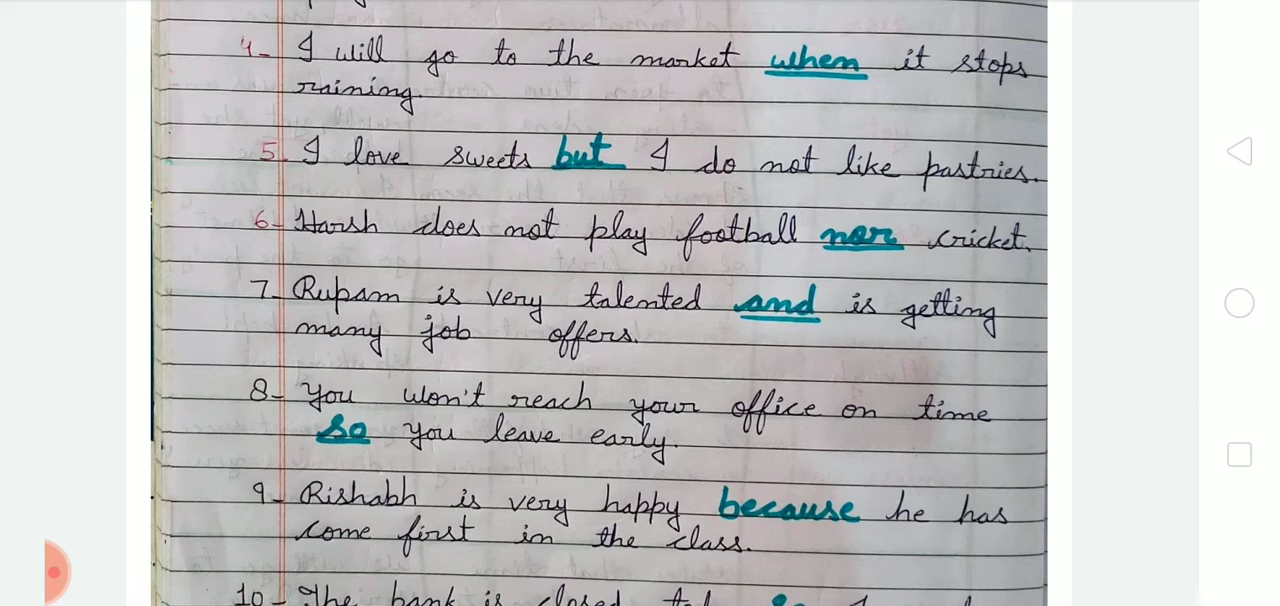 4- I will go to the market when it stops
raining.
5- I love sweets but I do not like pastries.
6- Harsh does not play football nor cricket.
7- Rupam is very talented and is getting
many job offers.
8- You won't reach your office on time
so you leave early.
9- Rishabh is very happy because he has
come first in the class.
10- The bank is closed